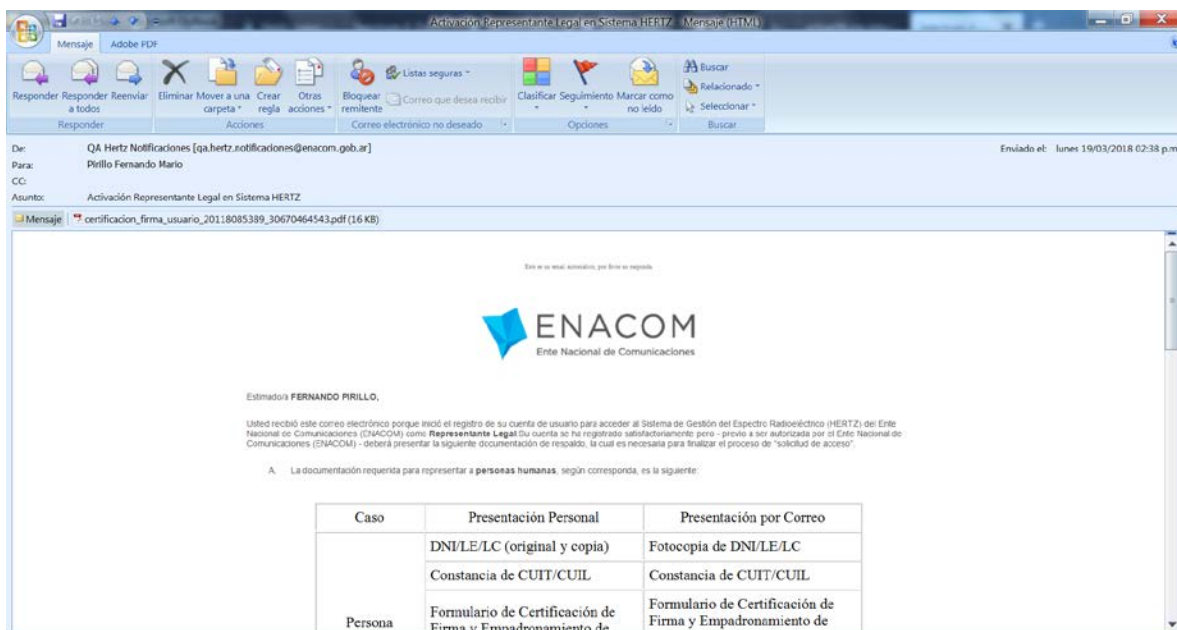 Activación Representante Legal en Sistema HERTZ - Mensaje (HTML)
Mensaje Adobe PDF
Responder Responder a todos Reenviar
Responder
Eliminar Mover a una carpeta Crear regla Otras acciones
Acciones
Bloquear remitente Listas seguras Correo que desea recibir
Correo electrónico no deseado
Clasificar Seguimiento Marcar como no leído
Opciones
Buscar
Relacionado
Seleccionar
Buscar
De: QA Hertz Notificaciones [qa.hertz.notificaciones@enacom.gob.ar]
Enviado el: lunes 19/03/2018 02:38 p.m
Para: Pirillo Fernando Mario
CC:
Asunto: Activación Representante Legal en Sistema HERTZ
Mensaje certificacion_firma_usuario_20118085389_30670464543.pdf (16 KB)
Este es un email automático, por favor no responda
ENACOM
Ente Nacional de Comunicaciones
Estimado/a FERNANDO PIRILLO,
Usted recibió este correo electrónico porque inició el registro de su cuenta de usuario para acceder al Sistema de Gestión del Espectro Radioeléctrico (HERTZ) del Ente
Nacional de Comunicaciones (ENACOM) como Representante Legal.Su cuenta se ha registrado satisfactoriamente pero - previo a ser autorizada por el Ente Nacional de
Comunicaciones (ENACOM) - deberá presentar la siguiente documentación de respaldo, la cual es necesaria para finalizar el proceso de "solicitud de acceso".
A. La documentación requerida para representar a personas humanas, según corresponda, es la siguiente:
Caso Presentación Personal Presentación por Correo
DNI/LE/LC (original y copia) Fotocopia de DNI/LE/LC
Constancia de CUIT/CUIL Constancia de CUIT/CUIL
Persona
Formulario de Certificación de
Firma y Empadronamiento de
Formulario de Certificación de
Firma y Empadronamiento de